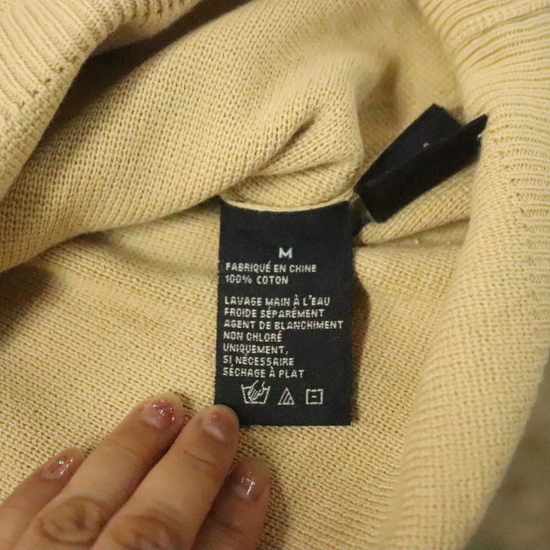 M
FABRIQUÉ EN CHINE
100% COTON
LAVAGE MAIN À L'EAU
FROIDE SÉPARÉMENT
AGENT DE BLANCHIMENT
NON CHLORÉ
UNIQUEMENT,
SI NÉCESSAIRE
SÉCHAGE À PLAT